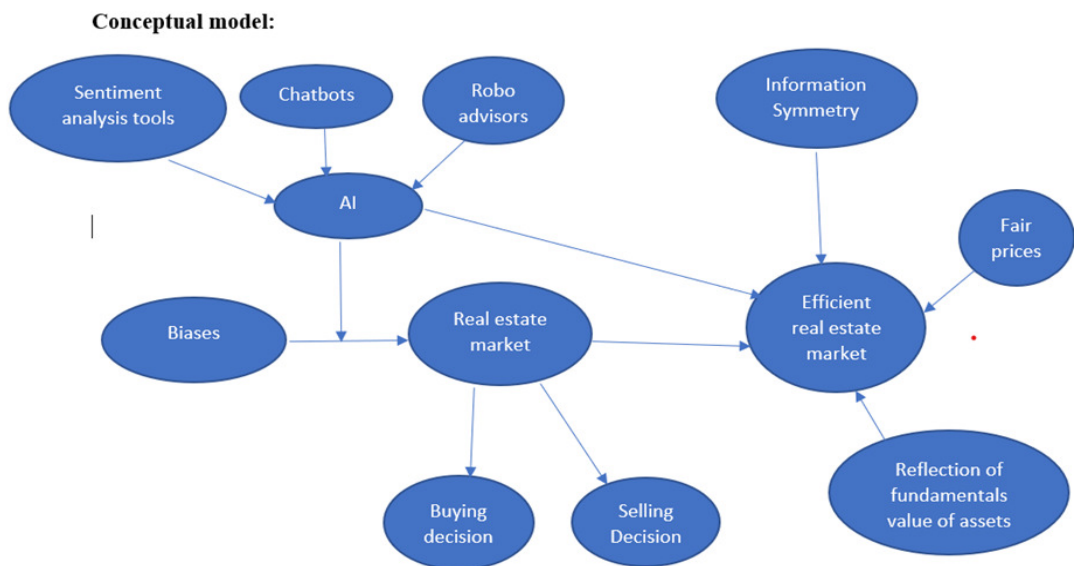 Conceptual model:
Sentiment
analysis tools
Chatbots
Robo
advisors
Information
Symmetry
AI
Fair
prices
Biases
Real estate
market
Efficient
real estate
market
Buying
decision
Selling
Decision
Reflection of
fundamentals
value of assets